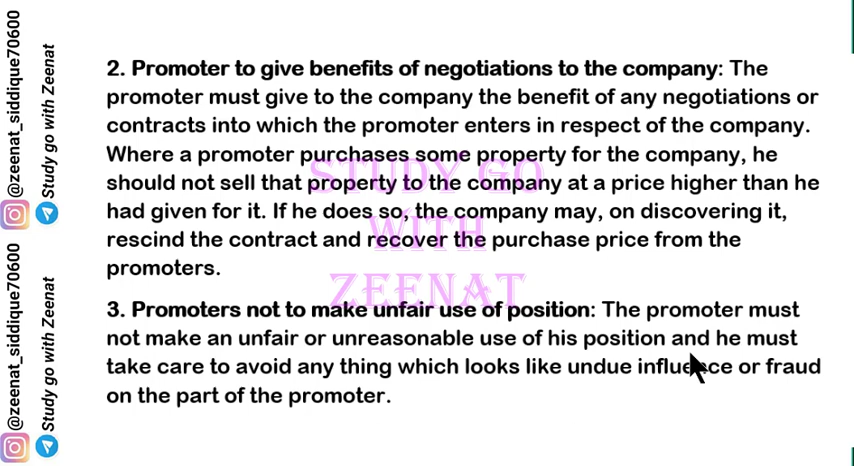 2. Promoter to give benefits of negotiations to the company: The
promoter must give to the company the benefit of any negotiations or
contracts into which the promoter enters in respect of the company.
Where a promoter purchases some property for the company, he
should not sell that property to the company at a price higher than he
had given for it. If he does so, the company may, on discovering it,
rescind the contract and recover the purchase price from the
promoters.
3. Promoters not to make unfair use of position: The promoter must
not make an unfair or unreasonable use of his position and he must
take care to avoid any thing which looks like undue influence or fraud
on the part of the promoter.
STUDY GO
WITH
ZEENAT
@zeenat_siddique70600
Study go with Zeenat
@zeenat_siddique70600
Study go with Zeenat